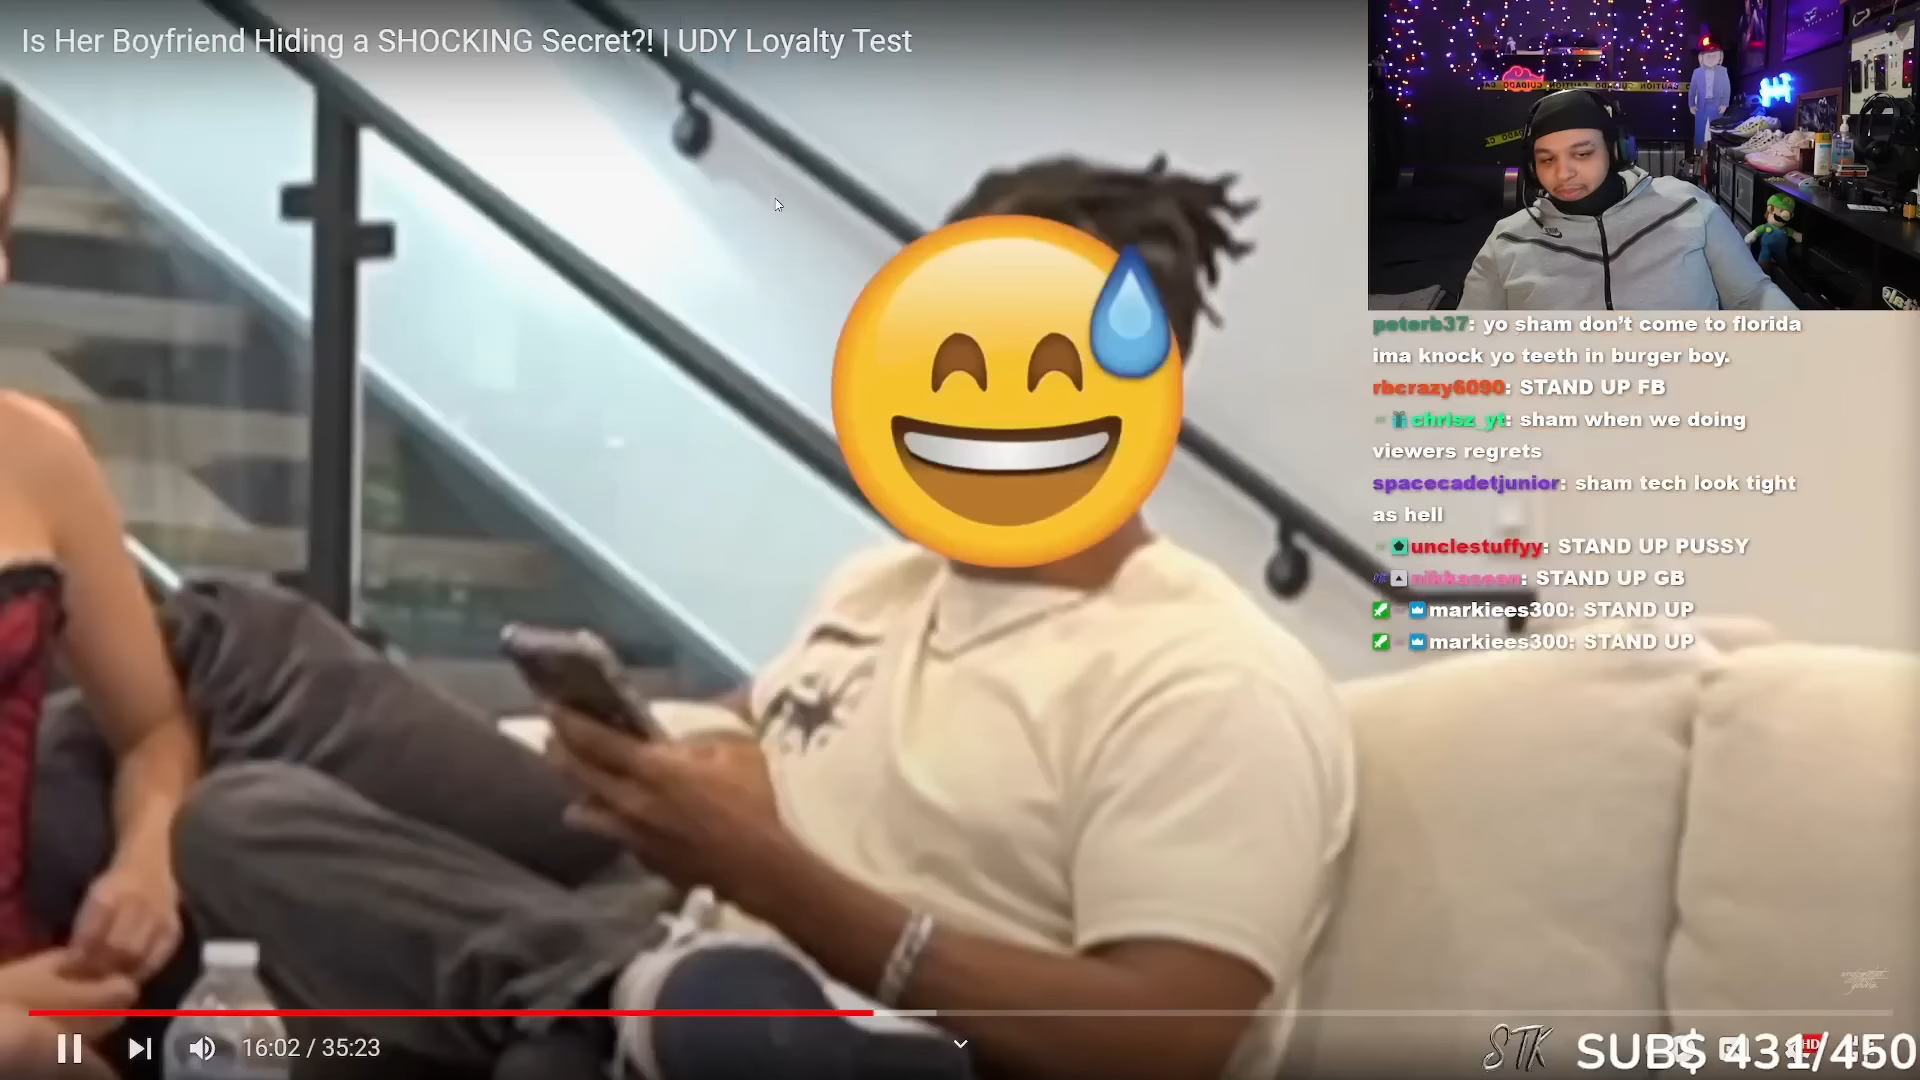 Is Her Boyfriend Hiding a SHOCKING Secret?! | UDY Loyalty Test
peterb37: yo sham don't come to florida
ima knock yo teeth in burger boy.
rbcrazy6090: STAND UP FB
chrisz_yt: sham when we doing
viewers regrets
spacecadetjunior: sham tech look tight
as hell
unclestuffyy: STAND UP PUSSY
nikkasean: STAND UP GB
markiees300: STAND UP
markiees300: STAND UP
16:02 / 35:23
STK
SUB$ 431/450
HD